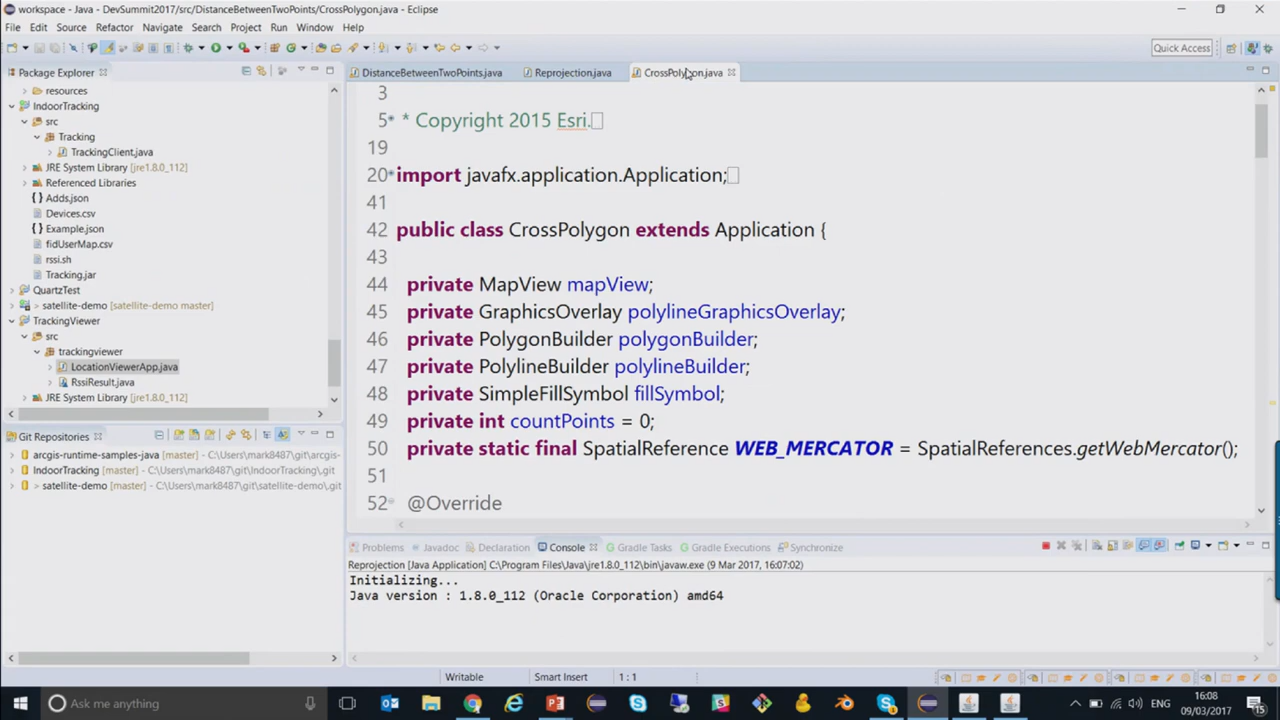 workspace - Java - DevSummit2017/src/DistanceBetweenTwoPoints/CrossPolygon.java - Eclipse
File Edit Source Refactor Navigate Search Project Run Window Help
Quick Access
Package Explorer
resources
IndoorTracking
src
Tracking
TrackingClient.java
JRE System Library [jre1.8.0_112]
Referenced Libraries
Adds.json
Devices.csv
Example.json
fidUserMap.csv
rssi.sh
Tracking.jar
QuartzTest
> satellite-demo [satellite-demo master]
TrackingViewer
src
trackingviewer
LocationViewerApp.java
RssiResult.java
JRE System Library [jre1.8.0_112]
Git Repositories
arcgis-runtime-samples-java [master] - C:\Users\mark8487\git\arcgis-
IndoorTracking [master] - C:\Users\mark8487\git\IndoorTracking\.git
> satellite-demo [master] - C:\Users\mark8487\git\satellite-demo\.git
DistanceBetweenTwoPoints.java Reprojection.java CrossPolygon.java
3
5 * Copyright 2015 Esri.
19
20 import javafx.application.Application;
41
42 public class CrossPolygon extends Application {
43
44 private MapView mapView;
45 private GraphicsOverlay polylineGraphicsOverlay;
46 private PolygonBuilder polygonBuilder;
47 private PolylineBuilder polylineBuilder;
48 private SimpleFillSymbol fillSymbol;
49 private int countPoints = 0;
50 private static final SpatialReference WEB_MERCATOR = SpatialReferences.getWebMercator();
51
52 @Override
Problems Javadoc Declaration Console Gradle Tasks Gradle Executions Synchronize
Reprojection [Java Application] C:\Program Files\Java\jre1.8.0_112\bin\javaw.exe (9 Mar 2017, 16:07:02)
Initializing...
Java version : 1.8.0_112 (Oracle Corporation) amd64
Writable Smart Insert 1 : 1
Ask me anything
16:08
09/03/2017
15